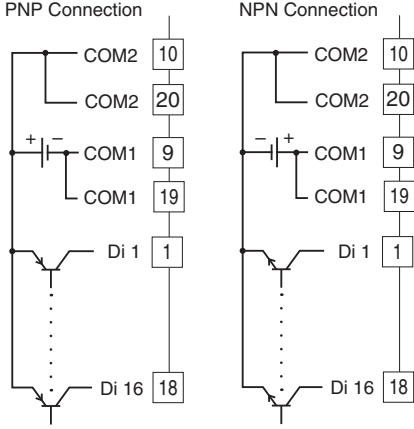 PNP Connection
COM2 10
COM2 20
+ − COM1 9
COM1 19
Di 1 1
Di 16 18
NPN Connection
COM2 10
COM2 20
− + COM1 9
COM1 19
Di 1 1
Di 16 18